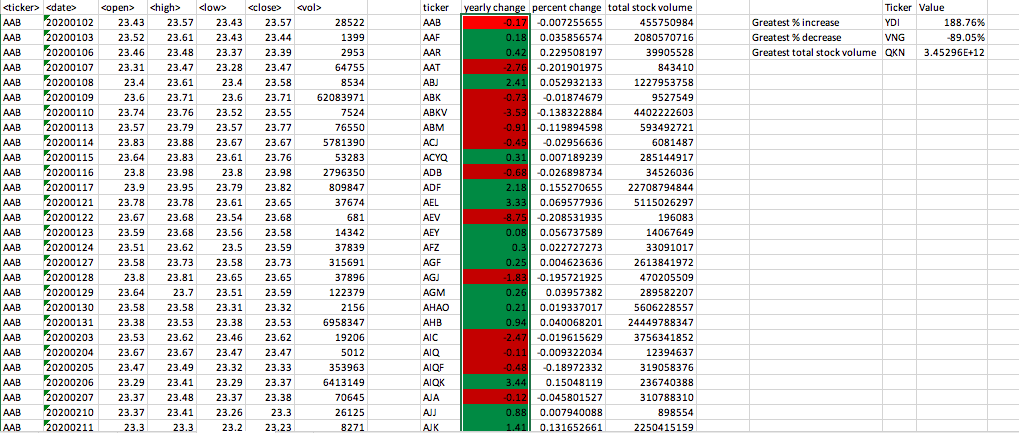 <ticker> <date> <open> <high> <low> <close> <vol> ticker yearly change percent change total stock volume Ticker Value
AAB 20200102 23.43 23.57 23.43 23.57 28522 AAB -0.17 -0.007255655 455750984 Greatest % increase YDI 188.76%
AAB 20200103 23.52 23.61 23.43 23.44 1399 AAF 0.18 0.035856574 2080570716 Greatest % decrease VNG -89.05%
AAB 20200106 23.46 23.48 23.37 23.39 2953 AAR 0.42 0.229508197 39905528 Greatest total stock volume QKN 3.45296E+12
AAB 20200107 23.31 23.47 23.28 23.47 64755 AAT -2.76 -0.201901975 843410
AAB 20200108 23.4 23.61 23.4 23.58 8534 ABJ 2.41 0.052932133 1227953758
AAB 20200109 23.6 23.71 23.6 23.71 62083971 ABK -0.73 -0.01874679 9527549
AAB 20200110 23.74 23.76 23.52 23.55 7524 ABKV -3.53 -0.138322884 4402222603
AAB 20200113 23.57 23.79 23.57 23.77 76550 ABM -0.91 -0.119894598 593492721
AAB 20200114 23.83 23.88 23.67 23.67 5781390 ACJ -0.45 -0.02956636 6081487
AAB 20200115 23.64 23.83 23.61 23.76 53283 ACYQ 0.31 0.007189239 285144917
AAB 20200116 23.8 23.98 23.8 23.98 2796350 ADB -0.68 -0.026898734 34526036
AAB 20200117 23.9 23.95 23.79 23.82 809847 ADF 2.18 0.155270655 22708794844
AAB 20200121 23.78 23.78 23.61 23.65 37674 AEL 3.33 0.069577936 5115026297
AAB 20200122 23.67 23.68 23.54 23.68 681 AEV -8.75 -0.208531935 196083
AAB 20200123 23.59 23.68 23.56 23.58 14342 AEY 0.08 0.056737589 14067649
AAB 20200124 23.51 23.62 23.5 23.59 37839 AFZ 0.3 0.022727273 33091017
AAB 20200127 23.58 23.73 23.58 23.73 315691 AGF 0.25 0.004623636 2613841972
AAB 20200128 23.8 23.81 23.65 23.65 37896 AGJ -1.83 -0.195721925 470205509
AAB 20200129 23.64 23.7 23.51 23.59 122379 AGM 0.26 0.03957382 289582207
AAB 20200130 23.58 23.58 23.31 23.32 2156 AHAO 0.21 0.019337017 5606228557
AAB 20200131 23.38 23.53 23.38 23.53 6958347 AHB 0.94 0.040068201 24449788347
AAB 20200203 23.53 23.62 23.46 23.62 19206 AIC -2.47 -0.019615629 3756341852
AAB 20200204 23.67 23.67 23.47 23.47 5012 AIQ -0.11 -0.009322034 12394637
AAB 20200205 23.47 23.49 23.32 23.33 353963 AIQF -0.48 -0.18972332 319058376
AAB 20200206 23.29 23.41 23.29 23.37 6413149 AIQK 3.44 0.15048119 236740388
AAB 20200207 23.37 23.48 23.37 23.38 70645 AJA -0.12 -0.045801527 310788310
AAB 20200210 23.37 23.41 23.26 23.3 26125 AJJ 0.88 0.007940088 898554
AAB 20200211 23.3 23.3 23.2 23.23 8271 AJK 1.41 0.131652661 2250415159